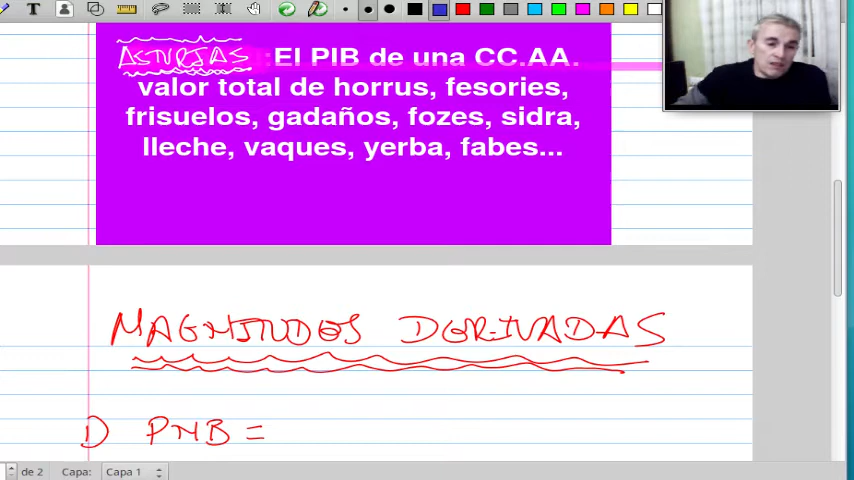 ASTURIAS :El PIB de una CC.AA.
valor total de horrus, fesories,
frisuelos, gadaños, fozes, sidra,
lleche, vaques, yerba, fabes...
MAGNITUDES DERIVADAS
D PNB =
de 2 Capa: Capa 1